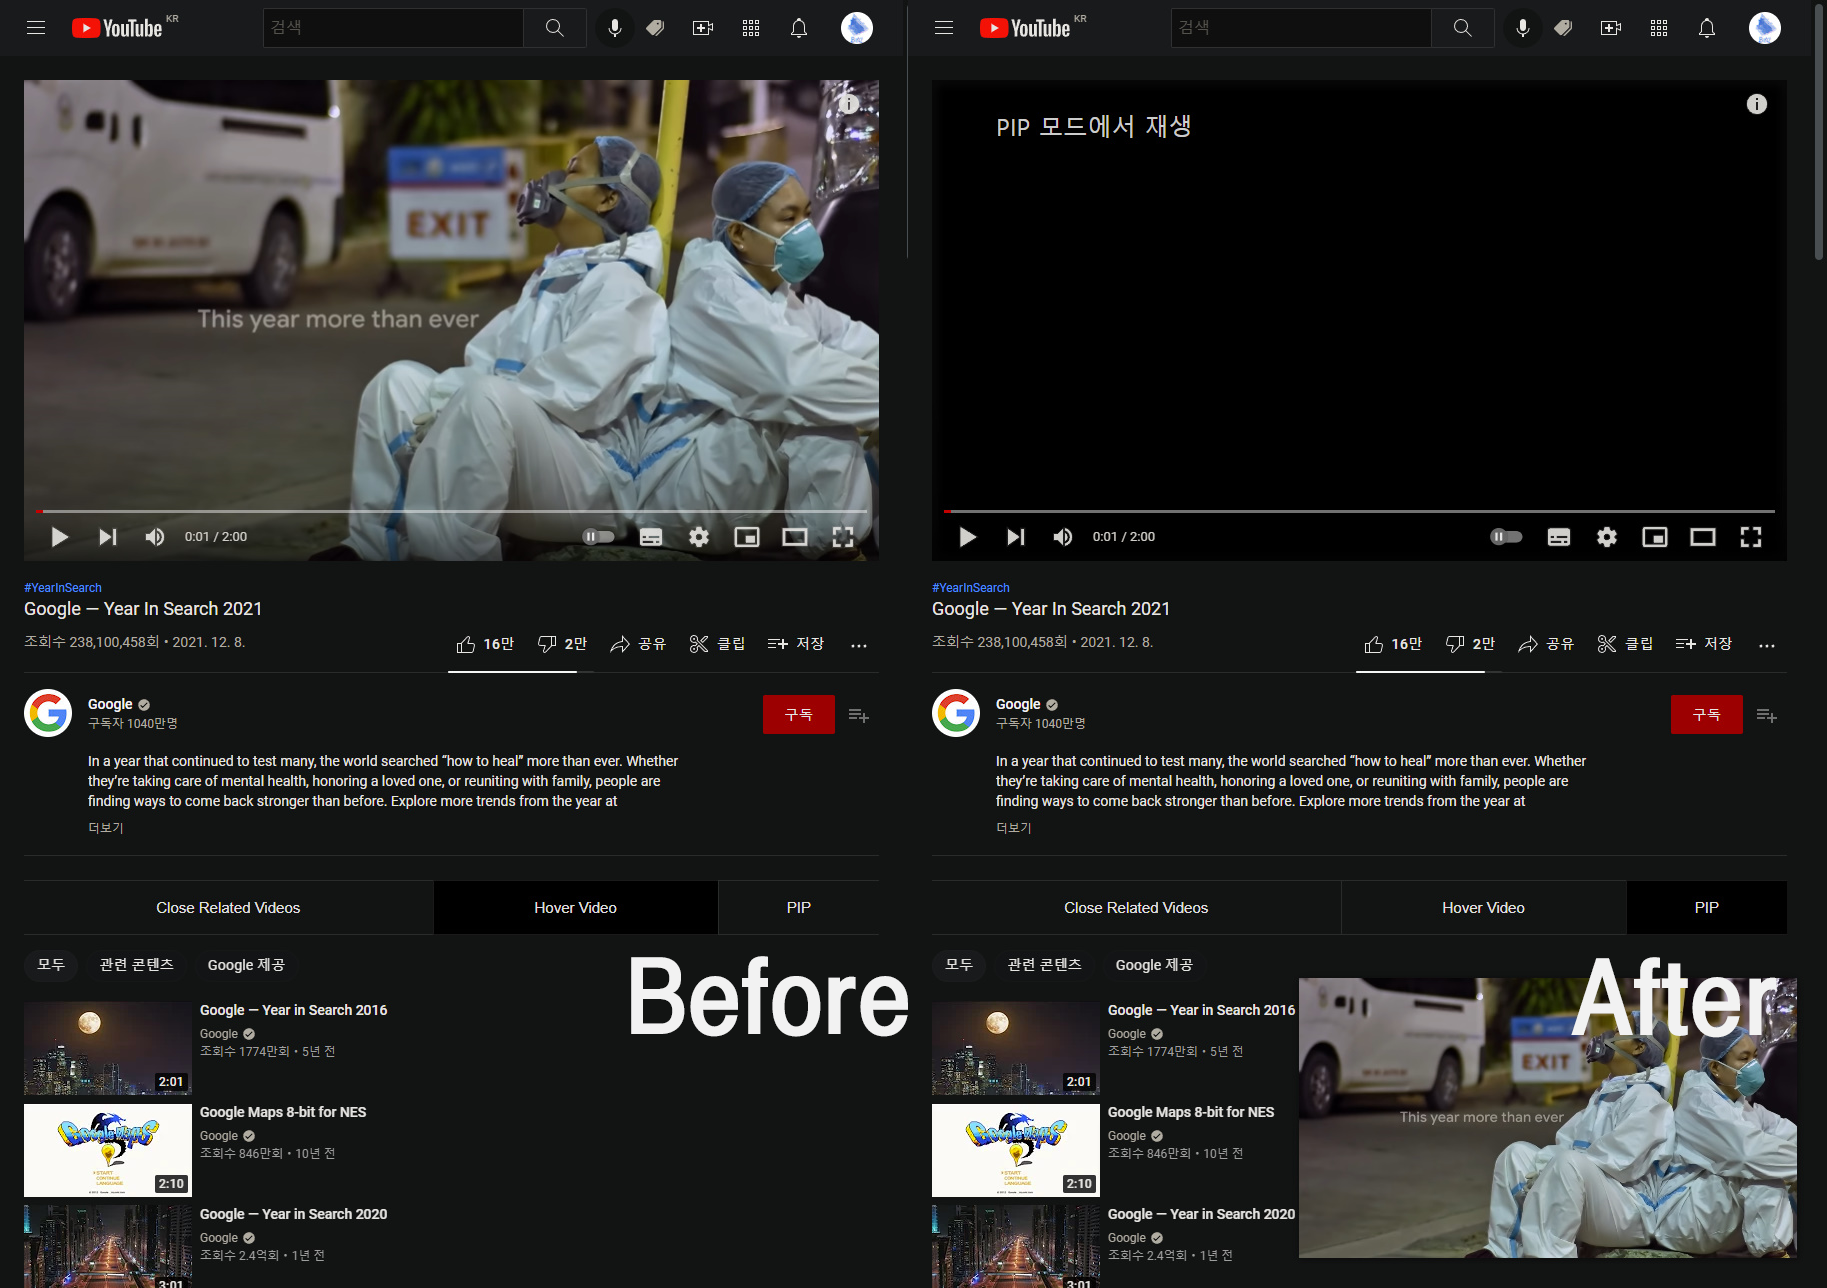 YouTube KR
검색
EXIT
This year more than ever
0:01 / 2:00
#YearInSearch
Google — Year In Search 2021
조회수 238,100,458회 • 2021. 12. 8.
16만
2만
공유
클립
저장
Google
구독자 1040만명
구독
In a year that continued to test many, the world searched “how to heal” more than ever. Whether
they’re taking care of mental health, honoring a loved one, or reuniting with family, people are
finding ways to come back stronger than before. Explore more trends from the year at
더보기
Close Related Videos
Hover Video
PIP
모두
관련 콘텐츠
Google 제공
Before
Google — Year in Search 2016
Google
조회수 1774만회 • 5년 전
2:01
Google Maps 8-bit for NES
Google
조회수 846만회 • 10년 전
Google Maps
START
CONTINUE
LANGUAGE
2:10
Google — Year in Search 2020
Google
조회수 2.4억회 • 1년 전
3:01
YouTube KR
검색
PIP 모드에서 재생
0:01 / 2:00
#YearInSearch
Google — Year In Search 2021
조회수 238,100,458회 • 2021. 12. 8.
16만
2만
공유
클립
저장
Google
구독자 1040만명
구독
In a year that continued to test many, the world searched “how to heal” more than ever. Whether
they’re taking care of mental health, honoring a loved one, or reuniting with family, people are
finding ways to come back stronger than before. Explore more trends from the year at
더보기
Close Related Videos
Hover Video
PIP
모두
관련 콘텐츠
Google 제공
After
Google — Year in Search 2016
Google
조회수 1774만회 • 5년 전
2:01
Google Maps 8-bit for NES
Google
조회수 846만회 • 10년 전
Google Maps
START
CONTINUE
LANGUAGE
2:10
Google — Year in Search 2020
Google
조회수 2.4억회 • 1년 전
3:01
EXIT
This year more than ever